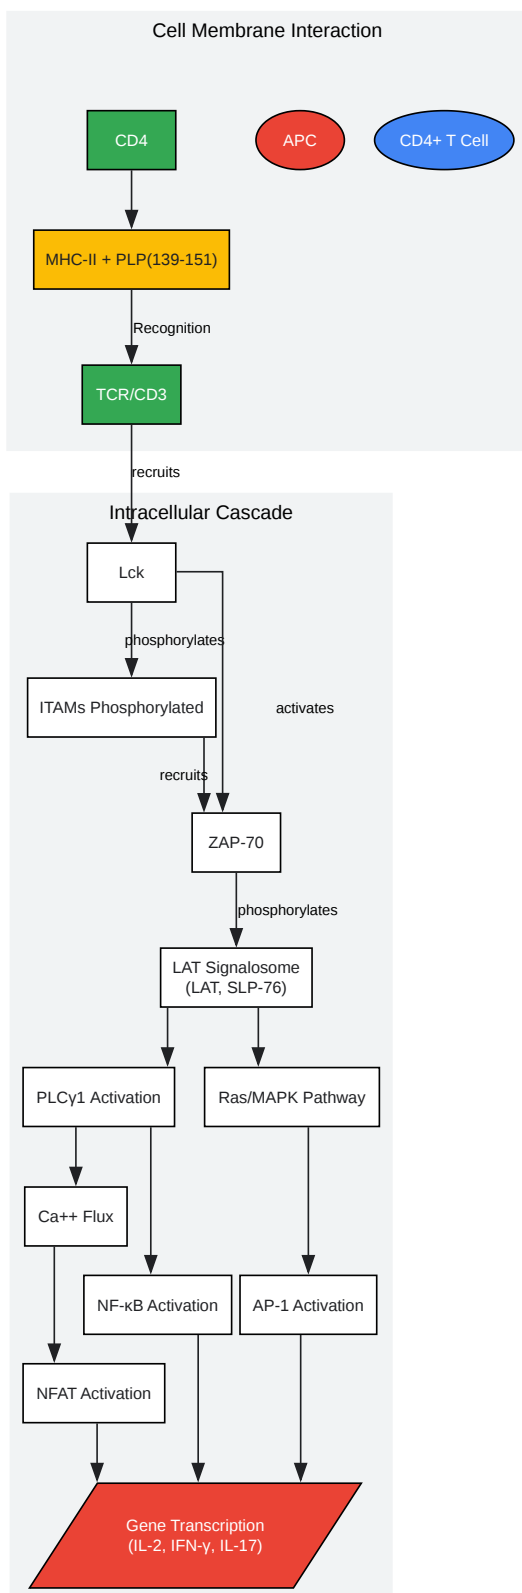 Cell Membrane Interaction
CD4
APC
CD4+ T Cell
MHC-II + PLP(139-151)
Recognition
TCR/CD3
recruits
Intracellular Cascade
Lck
phosphorylates
ITAMs Phosphorylated
activates
recruits
ZAP-70
phosphorylates
LAT Signalosome
(LAT, SLP-76)
PLCγ1 Activation
Ras/MAPK Pathway
Ca++ Flux
NF-κB Activation
AP-1 Activation
NFAT Activation
Gene Transcription
(IL-2, IFN-γ, IL-17)